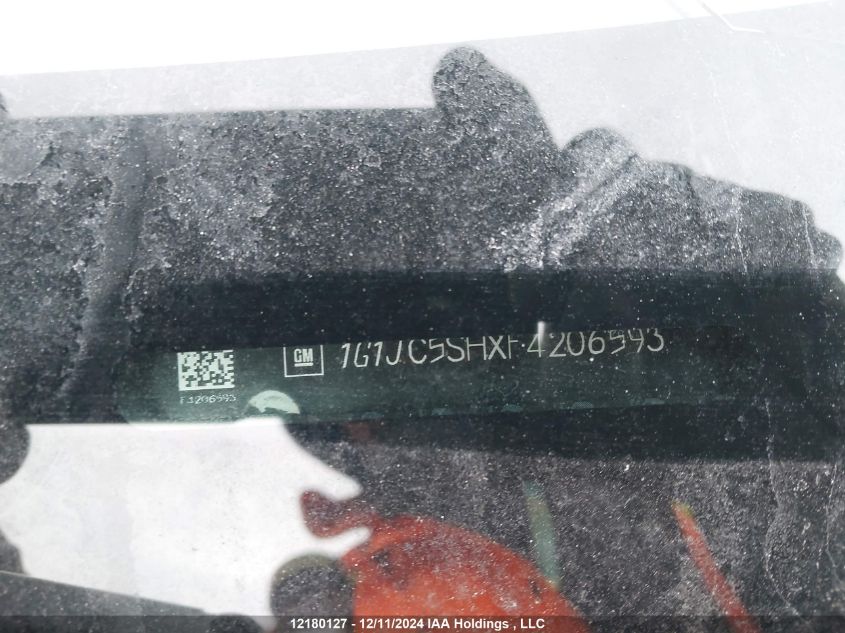 GM 1G1JC5SHXF4206593
F4206593
12180127 - 12/11/2024 IAA Holdings , LLC